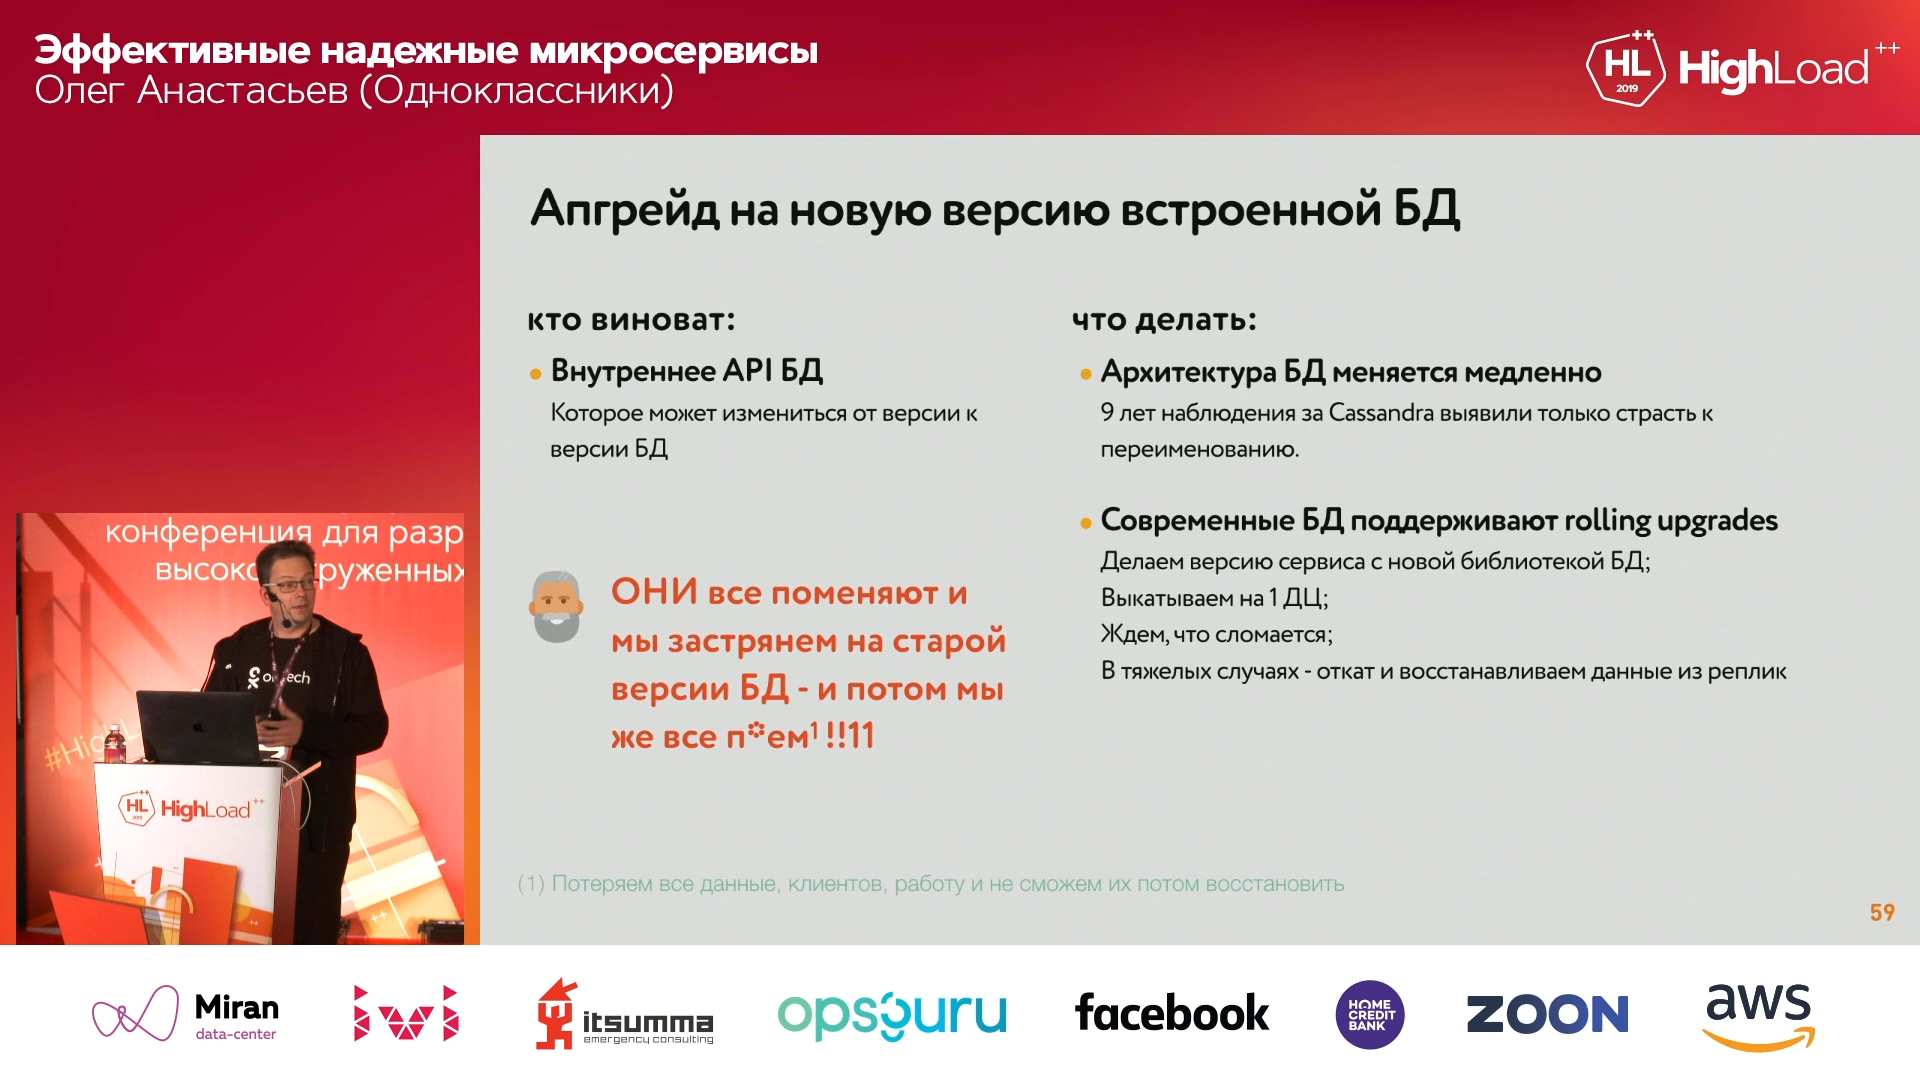 Эффективные надежные микросервисы
Олег Анастасьев (Одноклассники)
HL
2019
HighLoad++
Апгрейд на новую версию встроенной БД
кто виноват:
• Внутреннее API БД
Которое может измениться от версии к
версии БД
ОНИ все поменяют и
мы застрянем на старой
версии БД - и потом мы
же все п*ем¹ !!11
что делать:
• Архитектура БД меняется медленно
9 лет наблюдения за Cassandra выявили только страсть к
переименованию.
• Современные БД поддерживают rolling upgrades
Делаем версию сервиса с новой библиотекой БД;
Выкатываем на 1 ДЦ;
Ждем, что сломается;
В тяжелых случаях - откат и восстанавливаем данные из реплик
(1) Потеряем все данные, клиентов, работу и не сможем их потом восстановить
59
конференция для разр
высоко
руженных
#HighL
HL
2019
HighLoad++
Miran
data-center
ivi
itsumma
emergency consulting
opsguru
facebook
HOME
CREDIT
BANK
ZOON
aws